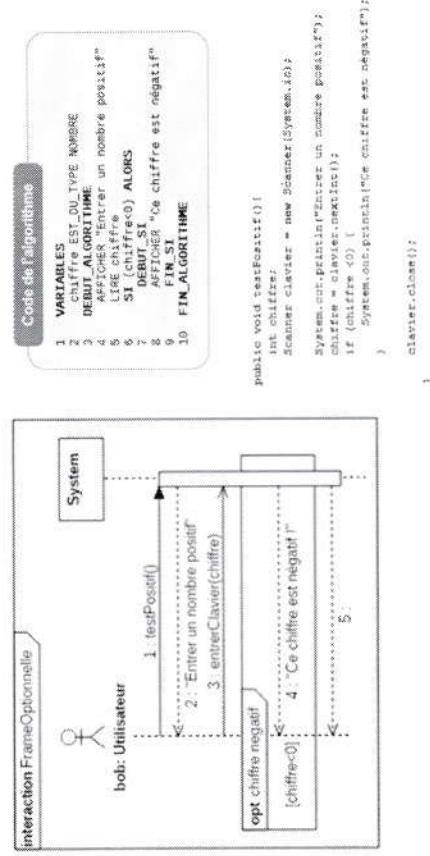 interaction FrameOptionnelle
bob: Utilisateur
System
1 : testPositif()
2 : "Entrer un nombre positif"
3 : entrerClavier(chiffre)
opt chiffre negatif
[chiffre<0]
4 : "Ce chiffre est négatif !"
5 :
Code de l'algorithme
1 VARIABLES
2 chiffre EST_DU_TYPE NOMBRE
3 DEBUT_ALGORITHME
4 AFFICHER "Entrer un nombre positif"
5 LIRE chiffre
6 SI (chiffre<0) ALORS
7 DEBUT_SI
8 AFFICHER "Ce chiffre est négatif"
9 FIN_SI
10 FIN_ALGORITHME
public void testPositif(){
int chiffre;
Scanner clavier = new Scanner(System.in);
System.out.println("Entrer un nombre positif");
chiffre = clavier.nextInt();
if (chiffre <0) {
System.out.println("Ce chiffre est négatif");
}
clavier.close();
}